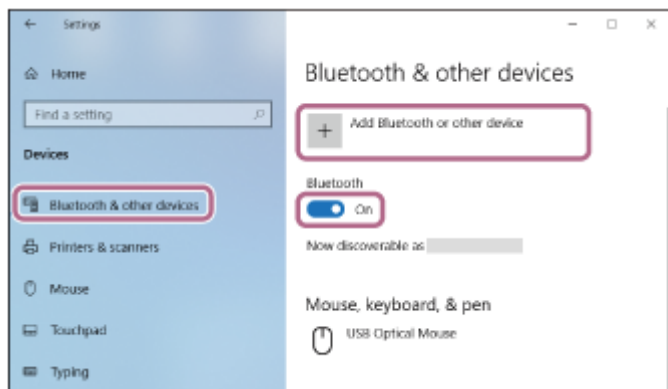 Settings
Home
Find a setting
Devices
Bluetooth & other devices
Printers & scanners
Mouse
Touchpad
Typing
Bluetooth & other devices
Add Bluetooth or other device
Bluetooth
On
Now discoverable as
Mouse, keyboard, & pen
USB Optical Mouse